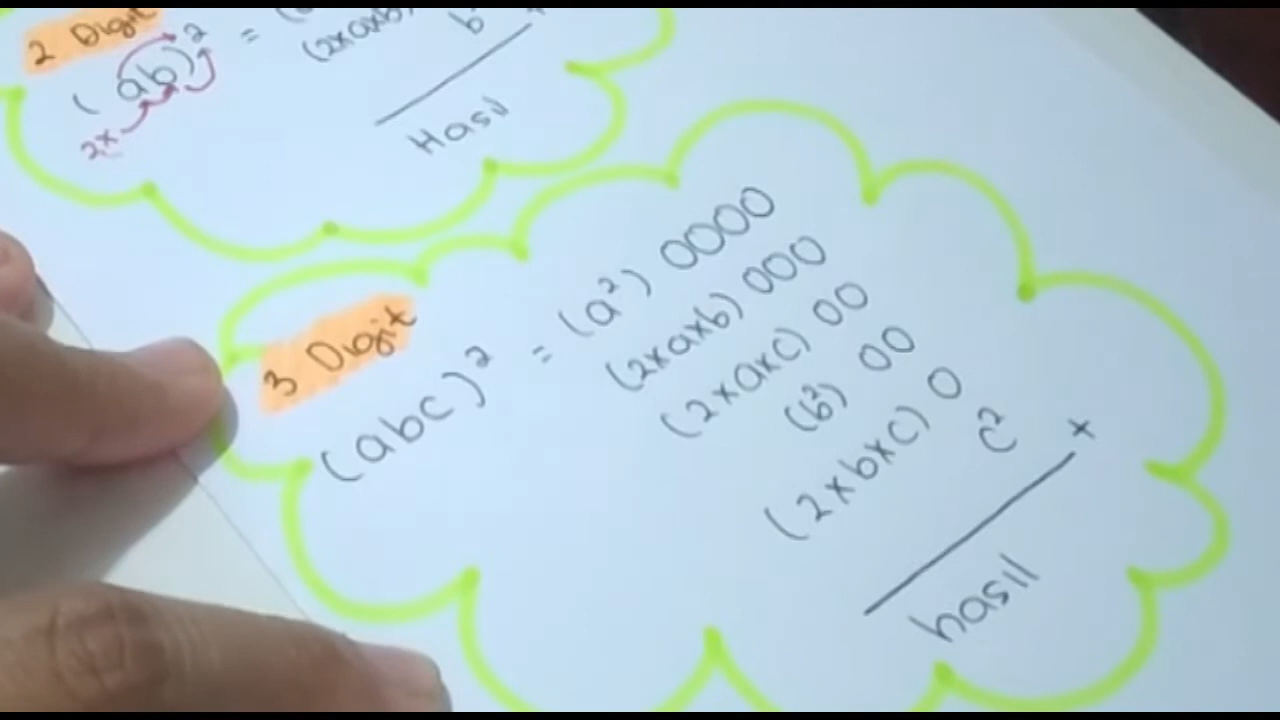 2 Digit
(ab)² =
2x
(2xaxb)
+
Hasil
3 Digit
(abc)² = (a²) 0000
(2xaxb) 000
(2xaxc) 00
(b²) 00
(2xbxc) 0
c²
+
hasil